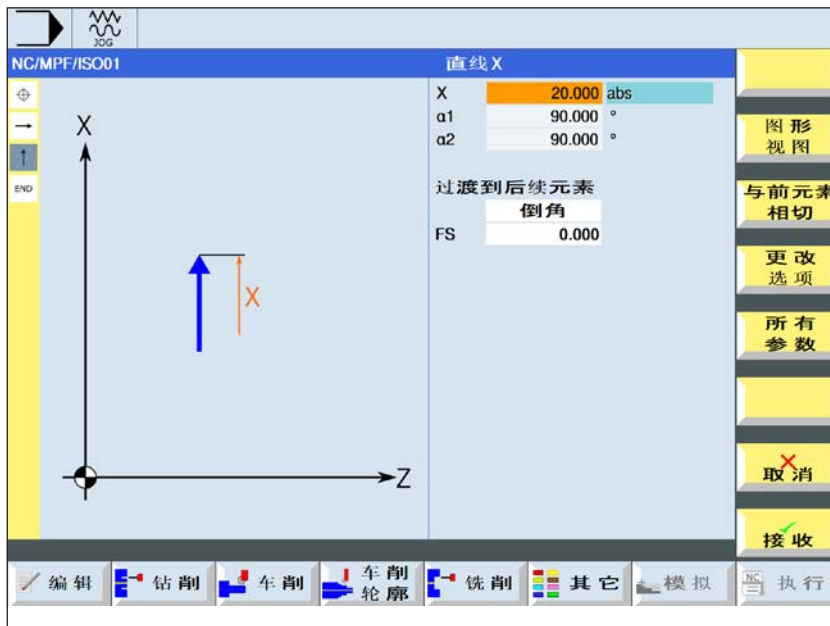 JOG
NC/MPF/ISO01
直线X
X 20.000 abs
α1 90.000 °
α2 90.000 °
过渡到后续元素
倒角
FS 0.000
END
X
X
Z
图形
视图
与前元素
相切
更改
选项
所有
参数
取消
接收
编辑
钻削
车削
车削
轮廓
铣削
其它
模拟
NC
执行